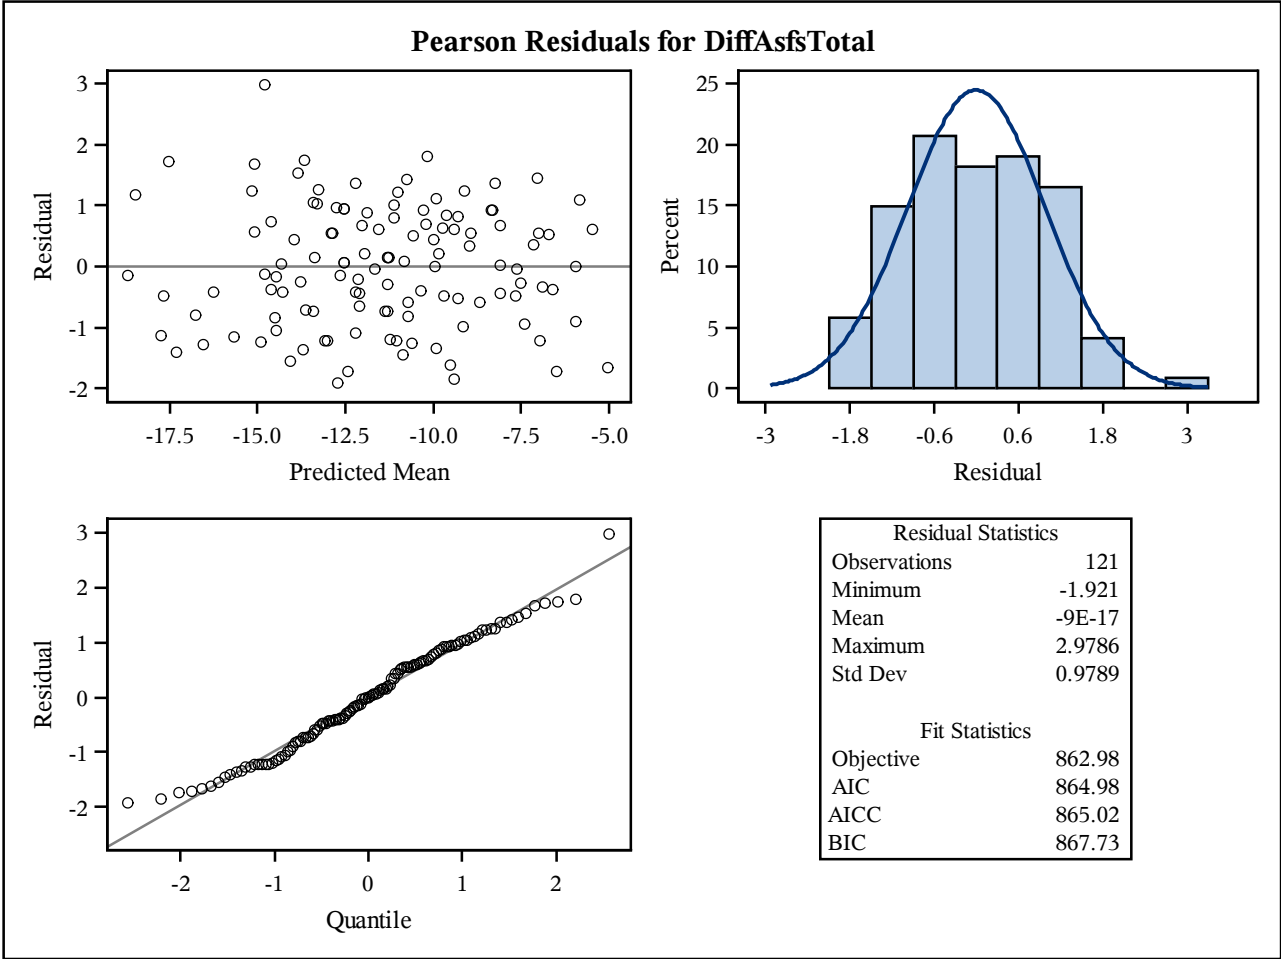 Pearson Residuals for DiffAsfsTotal
3
2
1
0
-1
-2
Residual
-17.5 -15.0 -12.5 -10.0 -7.5 -5.0
Predicted Mean
25
20
15
10
5
0
Percent
-3 -1.8 -0.6 0.6 1.8 3
Residual
3
2
1
0
-1
-2
Residual
-2 -1 0 1 2
Quantile
Residual Statistics
Observations 121
Minimum -1.921
Mean -9E-17
Maximum 2.9786
Std Dev 0.9789
Fit Statistics
Objective 862.98
AIC 864.98
AICC 865.02
BIC 867.73